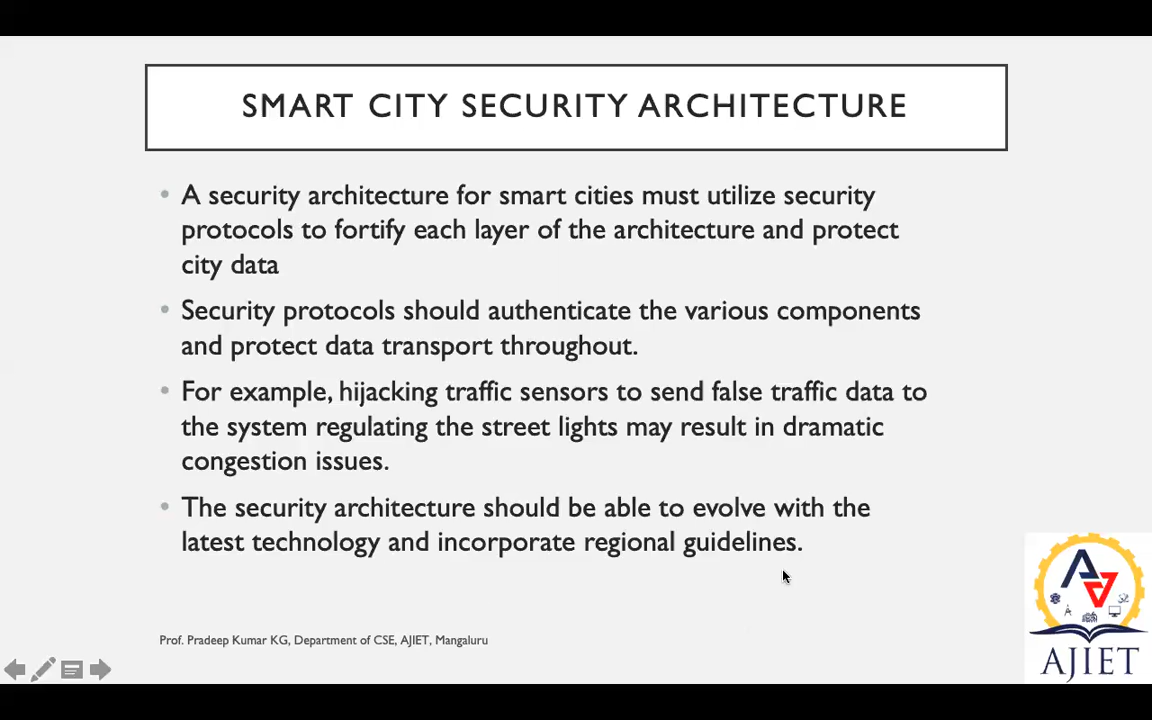 SMART CITY SECURITY ARCHITECTURE
• A security architecture for smart cities must utilize security
protocols to fortify each layer of the architecture and protect
city data
• Security protocols should authenticate the various components
and protect data transport throughout.
• For example, hijacking traffic sensors to send false traffic data to
the system regulating the street lights may result in dramatic
congestion issues.
• The security architecture should be able to evolve with the
latest technology and incorporate regional guidelines.
Prof. Pradeep Kumar KG, Department of CSE, AJIET, Mangaluru
AJIET